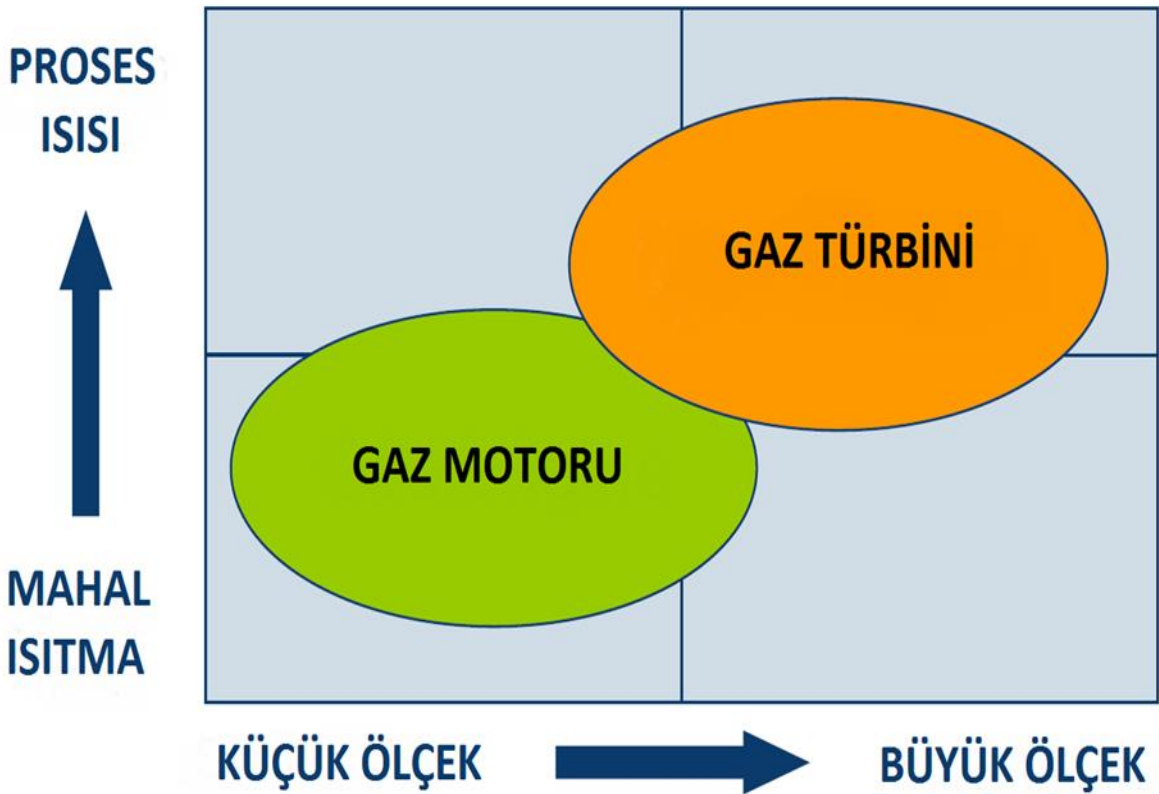 PROSES
ISISI
GAZ TÜRBİNİ
GAZ MOTORU
MAHAL
ISITMA
KÜÇÜK ÖLÇEK
BÜYÜK ÖLÇEK